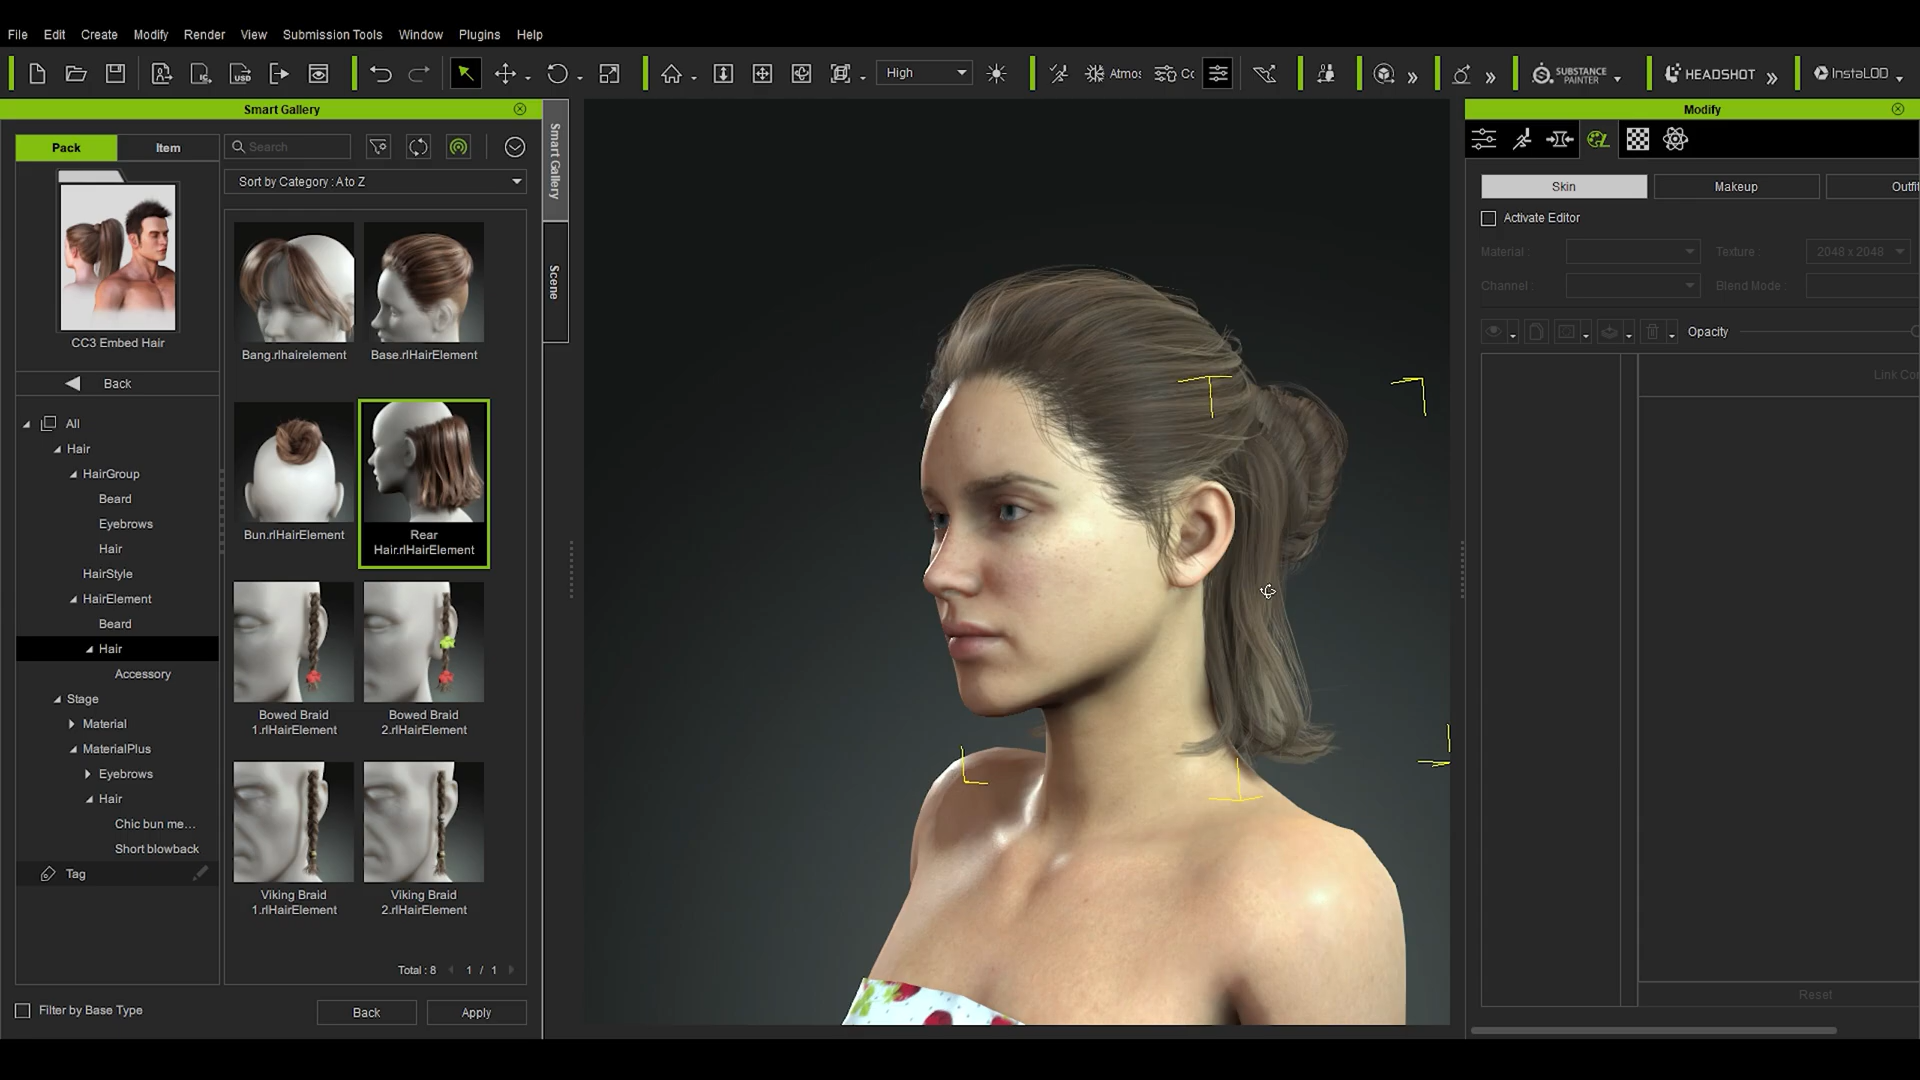 File Edit Create Modify Render View Submission Tools Window Plugins Help
High
Atmos
Cc
SUBSTANCE PAINTER
HEADSHOT
INSTALOD
Smart Gallery
Modify
Pack
Item
Search
Sort by Category : A to Z
Smart Gallery
Scene
CC3 Embed Hair
Back
All
Hair
HairGroup
Beard
Eyebrows
Hair
HairStyle
HairElement
Beard
Hair
Accessory
Stage
Material
MaterialPlus
Eyebrows
Hair
Chic bun me...
Short blowback
Tag
Bang.rlhairelement
Base.rlHairElement
Bun.rlHairElement
Rear
Hair.rlHairElement
Bowed Braid
1.rlHairElement
Bowed Braid
2.rlHairElement
Viking Braid
1.rlHairElement
Viking Braid
2.rlHairElement
Total : 8
1 / 1
Filter by Base Type
Back
Apply
Skin
Makeup
Outfi
Activate Editor
Material :
Texture :
2048 x 2048
Channel :
Blend Mode :
Opacity
Link Con
Reset